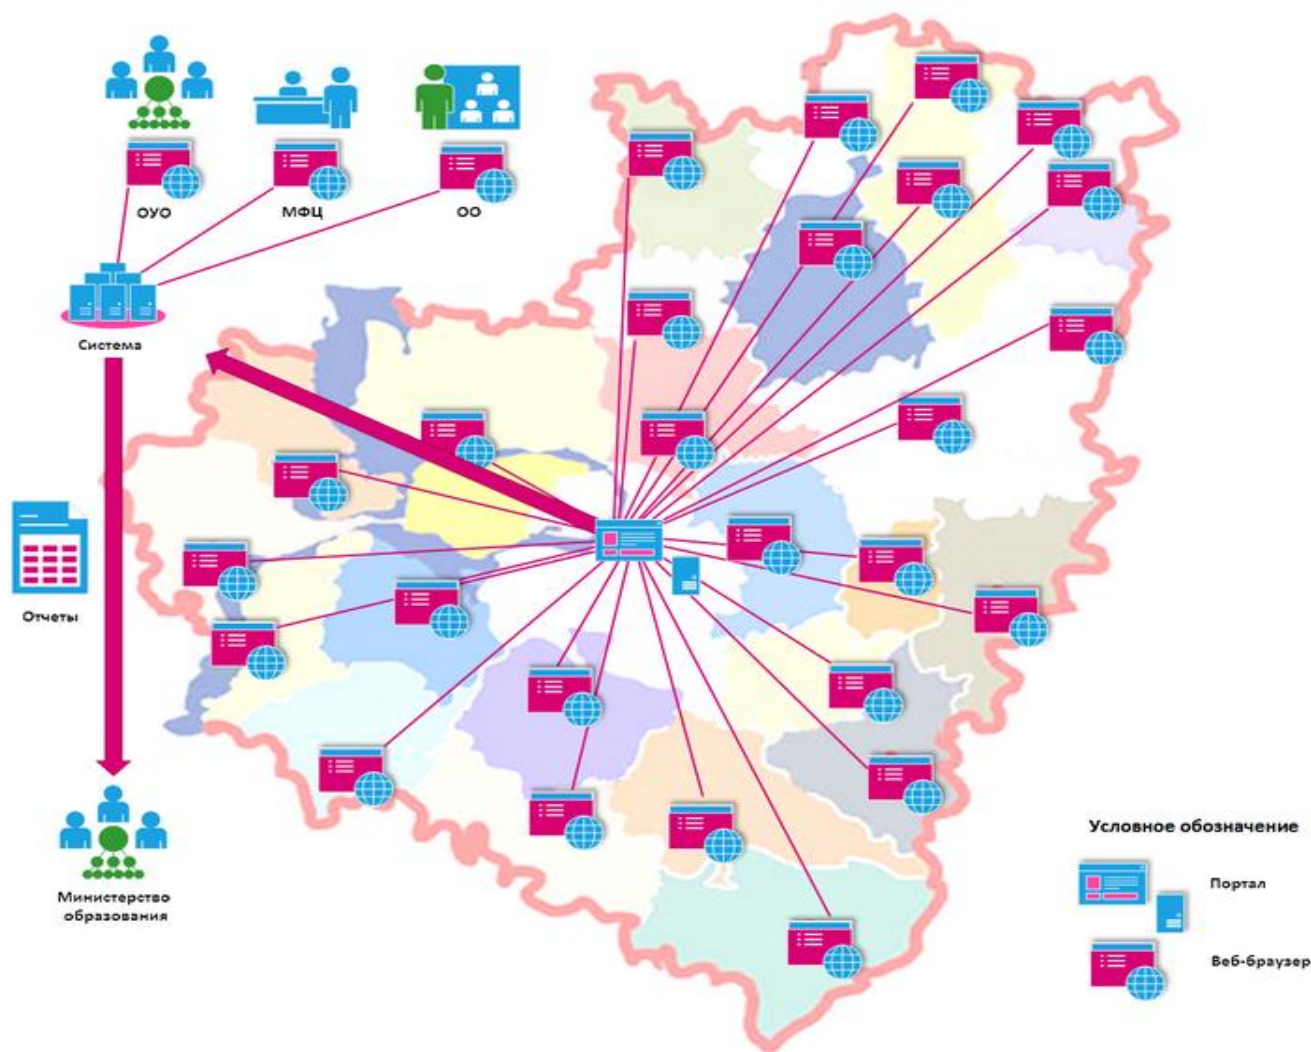 ОУО
МФЦ
ОО
Система
Отчеты
Министерство
образования
Условное обозначение
Портал
Веб-браузер